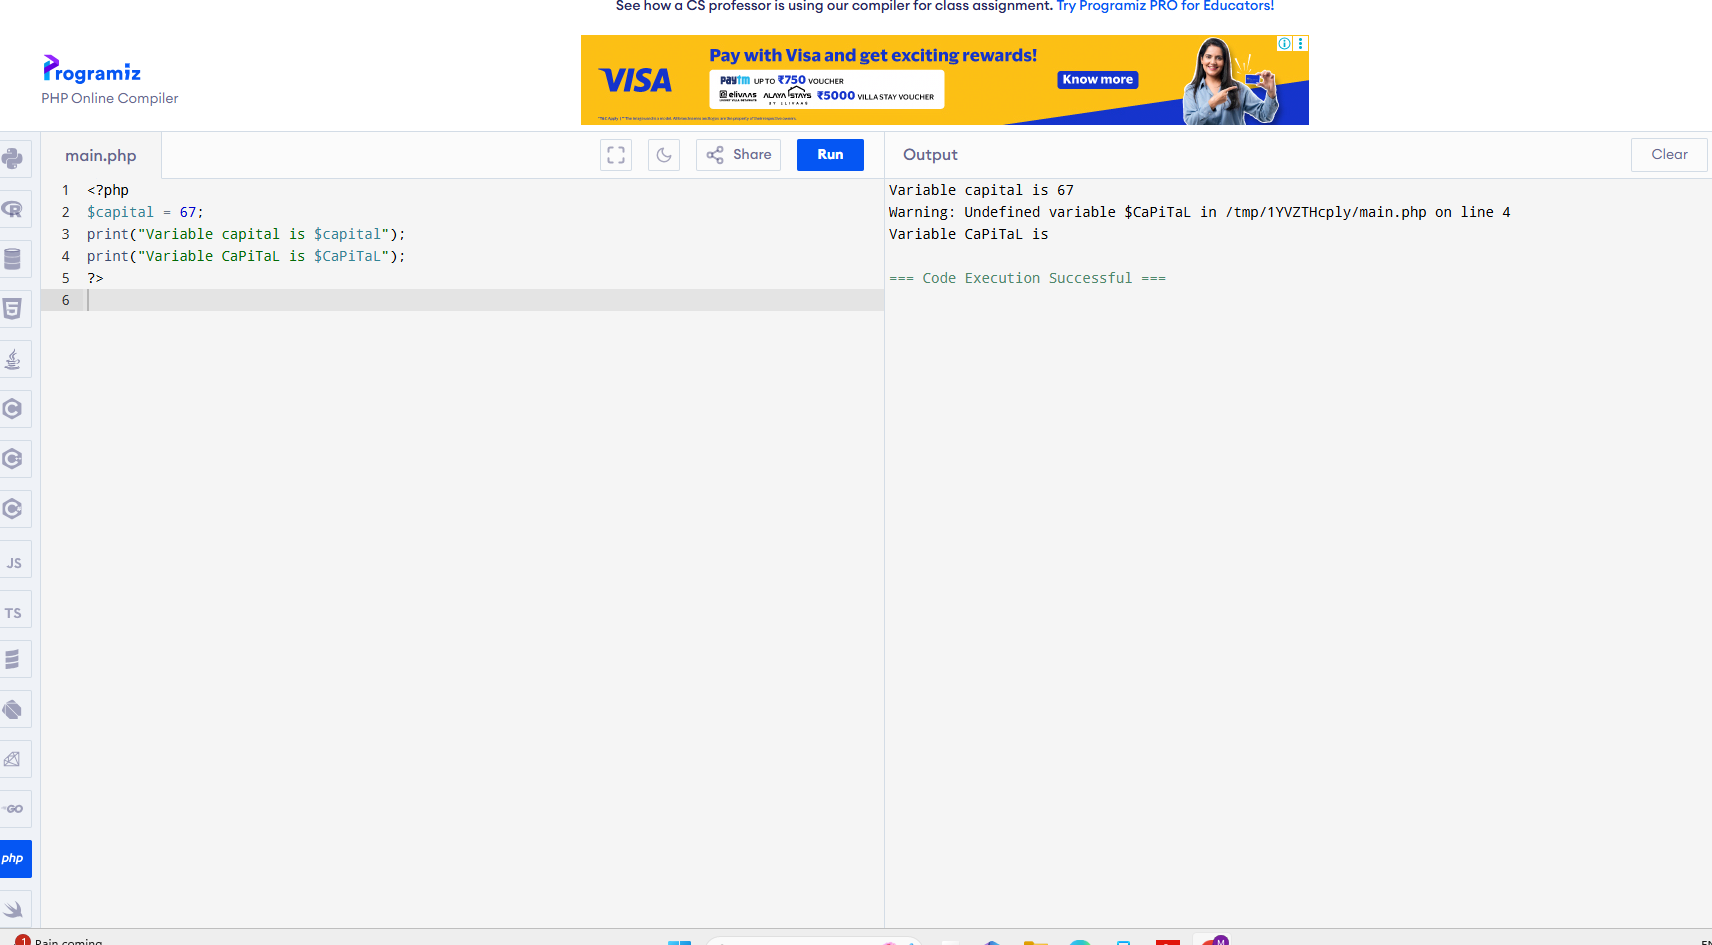 See how a CS professor is using our compiler for class assignment. Try Programiz PRO for Educators!
Programiz
PHP Online Compiler
VISA
Pay with Visa and get exciting rewards!
paytm UP TO ₹750 VOUCHER
elivaas ALAYA STAYS BY ELIVAAS ₹5000 VILLA STAY VOUCHER
Know more
main.php
Share
Run
Output
Clear
1 <?php
2 $capital = 67;
3 print("Variable capital is $capital");
4 print("Variable CaPiTaL is $CaPiTaL");
5 ?>
6
Variable capital is 67
Warning: Undefined variable $CaPiTaL in /tmp/1YVZTHcply/main.php on line 4
Variable CaPiTaL is
=== Code Execution Successful ===
JS
TS
GO
php
1
Rain coming
M